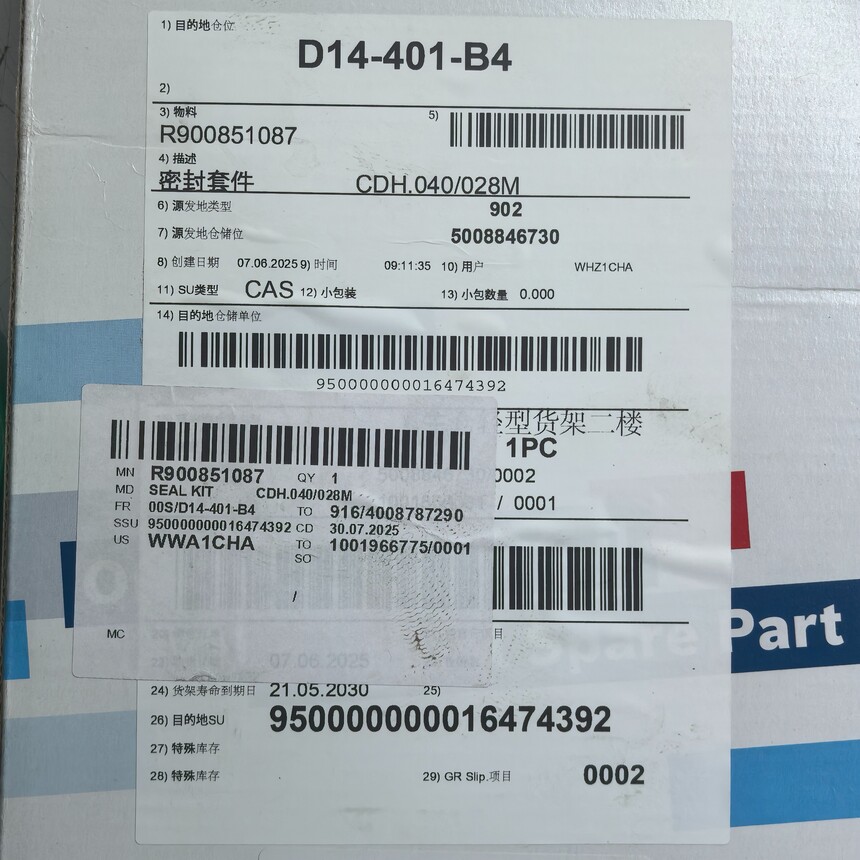 1) 目的地仓位
D14-401-B4
2)
3) 物料
5)
R900851087
4) 描述
密封套件 CDH.040/028M
6) 源发地类型 902
7) 源发地仓储位 5008846730
8) 创建日期 07.06.2025 9) 时间 09:11:35 10) 用户 WHZ1CHA
11) SU类型 CAS 12) 小包装 13) 小包数量 0.000
14) 目的地仓储单位
950000000016474392
型货架二楼
1PC
0002
/ 0001
MN R900851087 QY 1
MD SEAL KIT CDH.040/028M
FR 00S/D14-401-B4 TO 916/4008787290
SSU 950000000016474392 CD 30.07.2025
US WWA1CHA TO 1001966775/0001
SO
/
MC
项目
07.06.2025
24) 货架寿命到期日 21.05.2030 25)
26) 目的地SU 950000000016474392
27) 特殊库存
28) 特殊库存 29) GR Slip.项目 0002
Spare Part